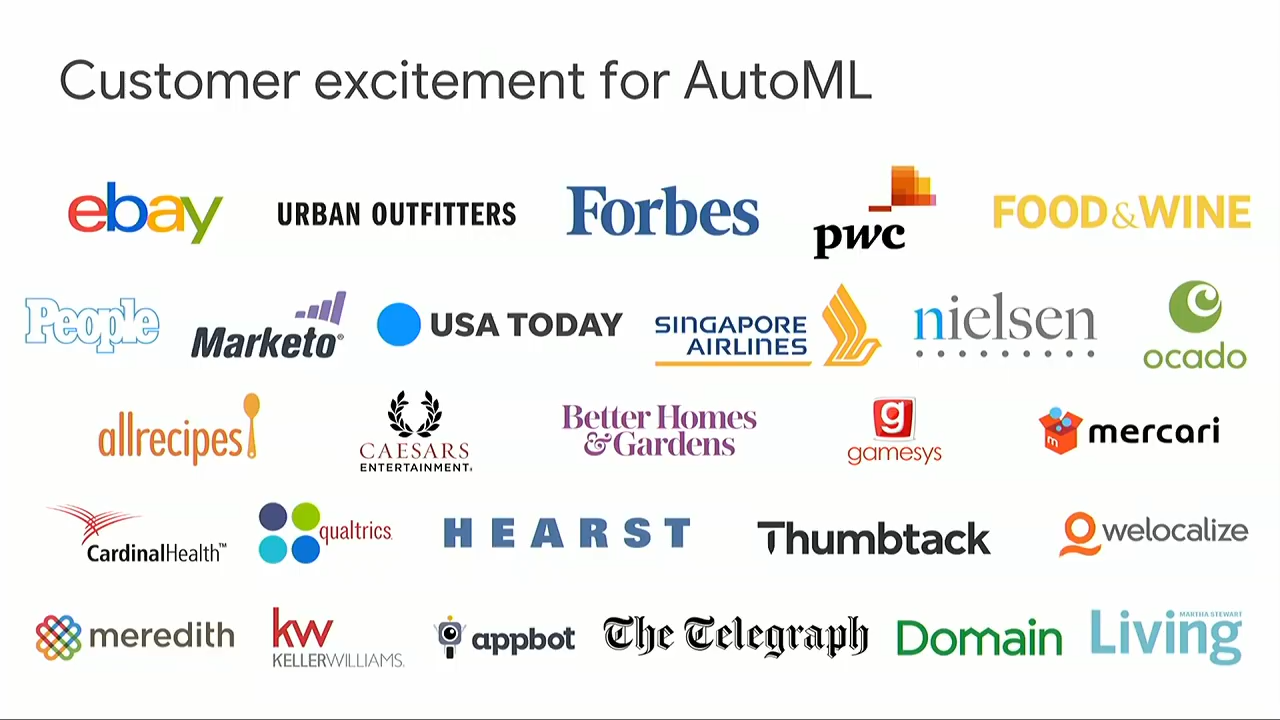 Customer excitement for AutoML
ebay
URBAN OUTFITTERS
Forbes
pwc
FOOD&WINE
People
Marketo®
USA TODAY
SINGAPORE
AIRLINES
nielsen
ocado
allrecipes
CAESARS
ENTERTAINMENT
Better Homes
&Gardens
g
gamesys
m
mercari
CardinalHealth™
qualtrics
HEARST
Thumbtack
welocalize
meredith
kw
KELLERWILLIAMS.
appbot
The Telegraph
Domain
MARTHA STEWART
Living